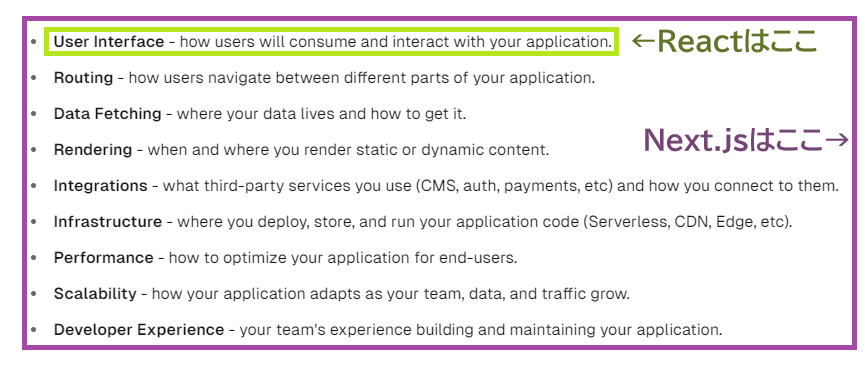 • User Interface - how users will consume and interact with your application. ←Reactはここ
• Routing - how users navigate between different parts of your application.
• Data Fetching - where your data lives and how to get it.
Next.jsはここ→
• Rendering - when and where you render static or dynamic content.
• Integrations - what third-party services you use (CMS, auth, payments, etc) and how you connect to them.
• Infrastructure - where you deploy, store, and run your application code (Serverless, CDN, Edge, etc).
• Performance - how to optimize your application for end-users.
• Scalability - how your application adapts as your team, data, and traffic grow.
• Developer Experience - your team's experience building and maintaining your application.